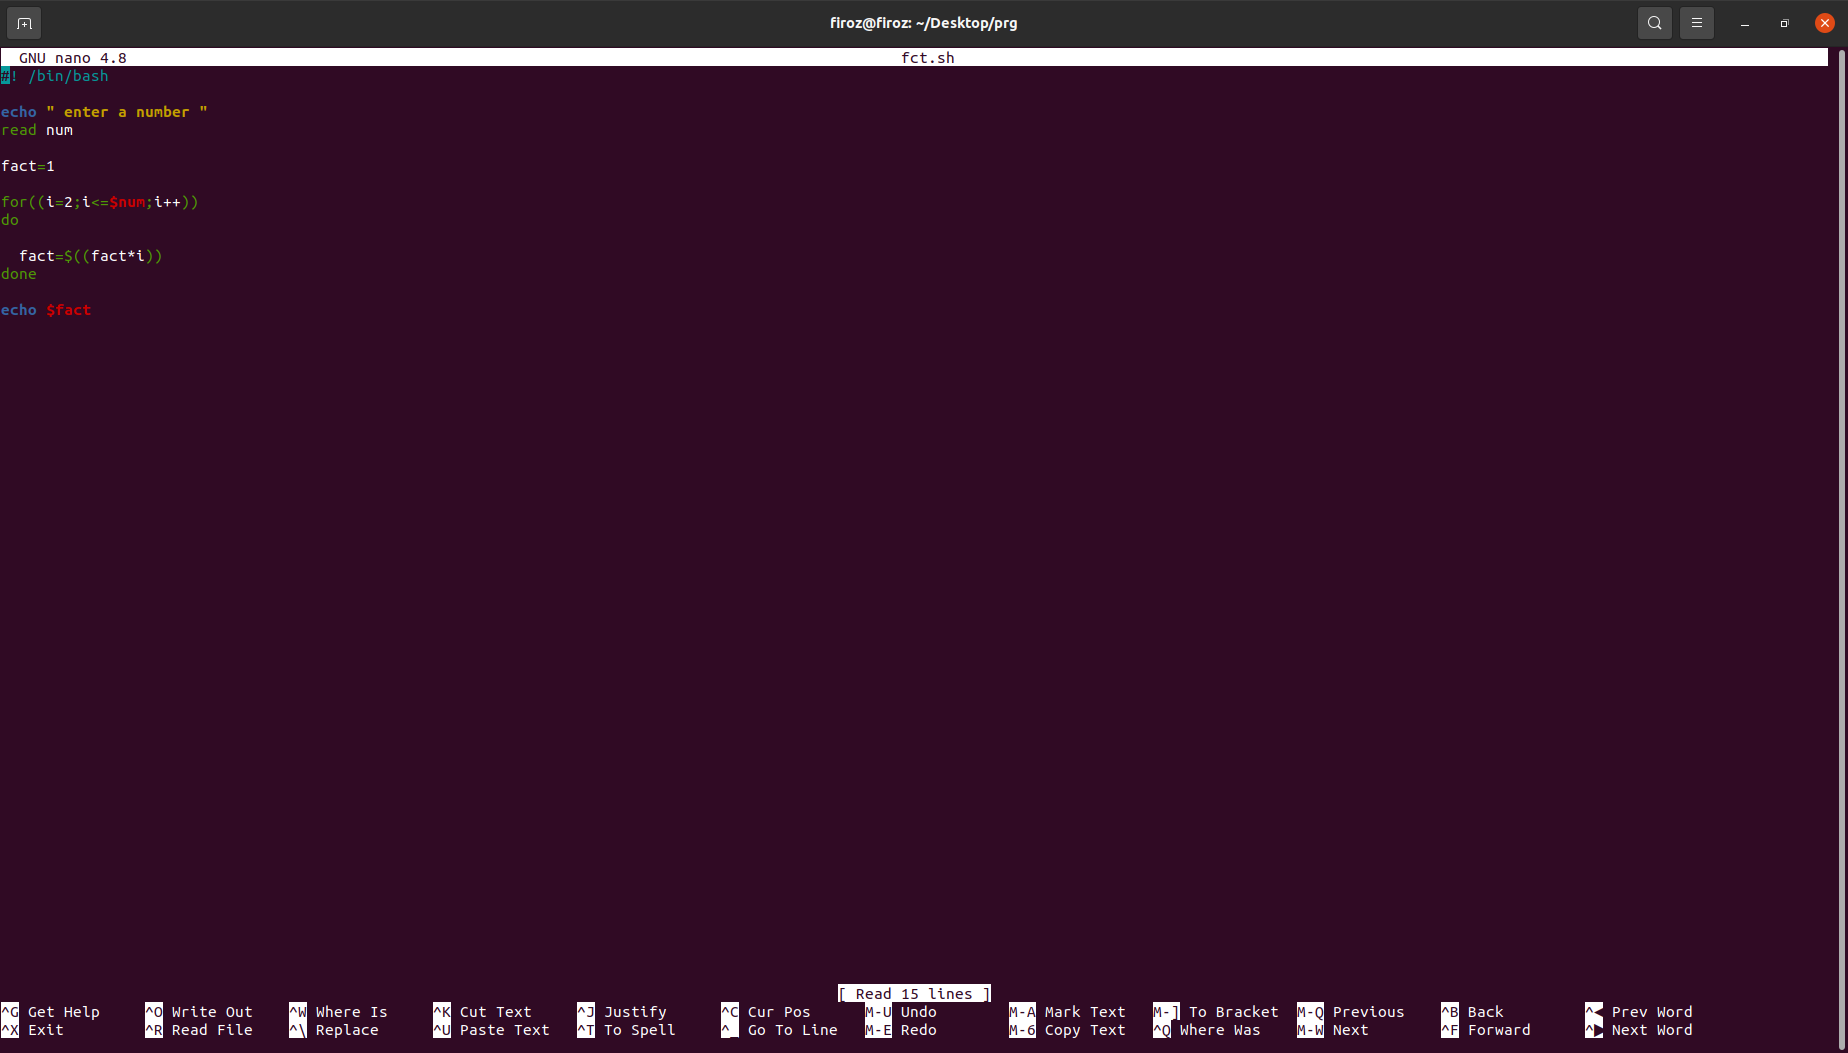 firoz@firoz: ~/Desktop/prg
GNU nano 4.8 fct.sh
#! /bin/bash
echo " enter a number "
read num
fact=1
for((i=2;i<=$num;i++))
do
fact=$((fact*i))
done
echo $fact
[ Read 15 lines ]
^G Get Help ^O Write Out ^W Where Is ^K Cut Text ^J Justify ^C Cur Pos M-U Undo M-A Mark Text M-] To Bracket M-Q Previous ^B Back ^◀ Prev Word
^X Exit ^R Read File ^\ Replace ^U Paste Text ^T To Spell ^_ Go To Line M-E Redo M-6 Copy Text ^Q Where Was M-W Next ^F Forward ^▶ Next Word